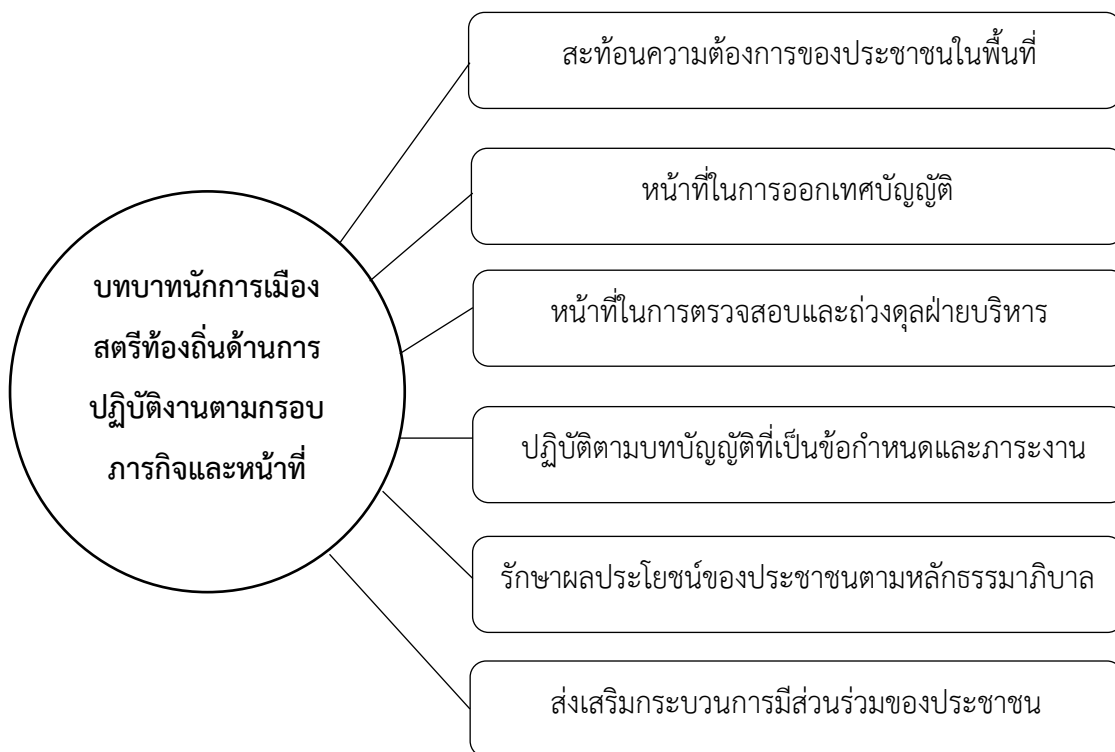 สะท้อนความต้องการของประชาชนในพื้นที่
หน้าที่ในการออกเทศบัญญัติ
หน้าที่ในการตรวจสอบและถ่วงดุลฝ่ายบริหาร
บทบาทนักการเมือง
สตรีท้องถิ่นด้านการ
ปฏิบัติงานตามกรอบ
ภารกิจและหน้าที่
ปฏิบัติตามบทบัญญัติที่เป็นข้อกำหนดและภาระงาน
รักษาผลประโยชน์ของประชาชนตามหลักธรรมาภิบาล
ส่งเสริมกระบวนการมีส่วนร่วมของประชาชน